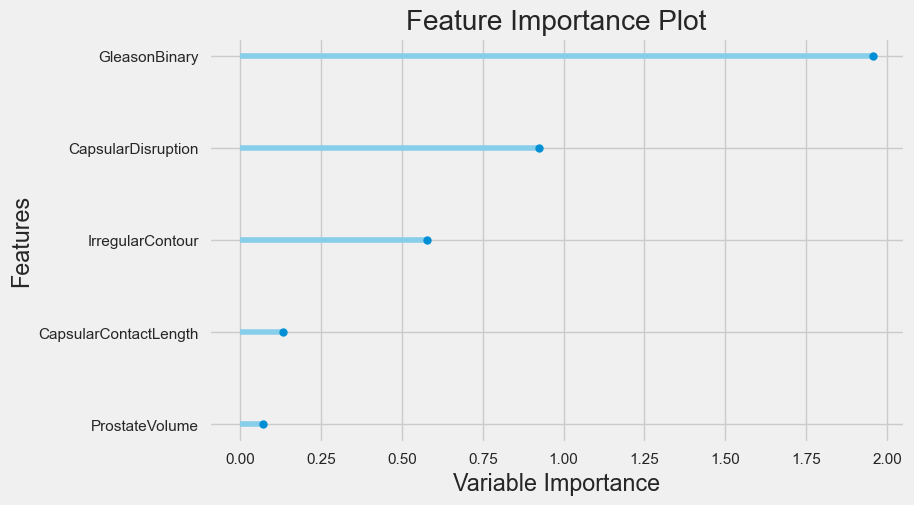 Feature Importance Plot
GleasonBinary
CapsularDisruption
IrregularContour
CapsularContactLength
ProstateVolume
Features
0.00 0.25 0.50 0.75 1.00 1.25 1.50 1.75 2.00
Variable Importance